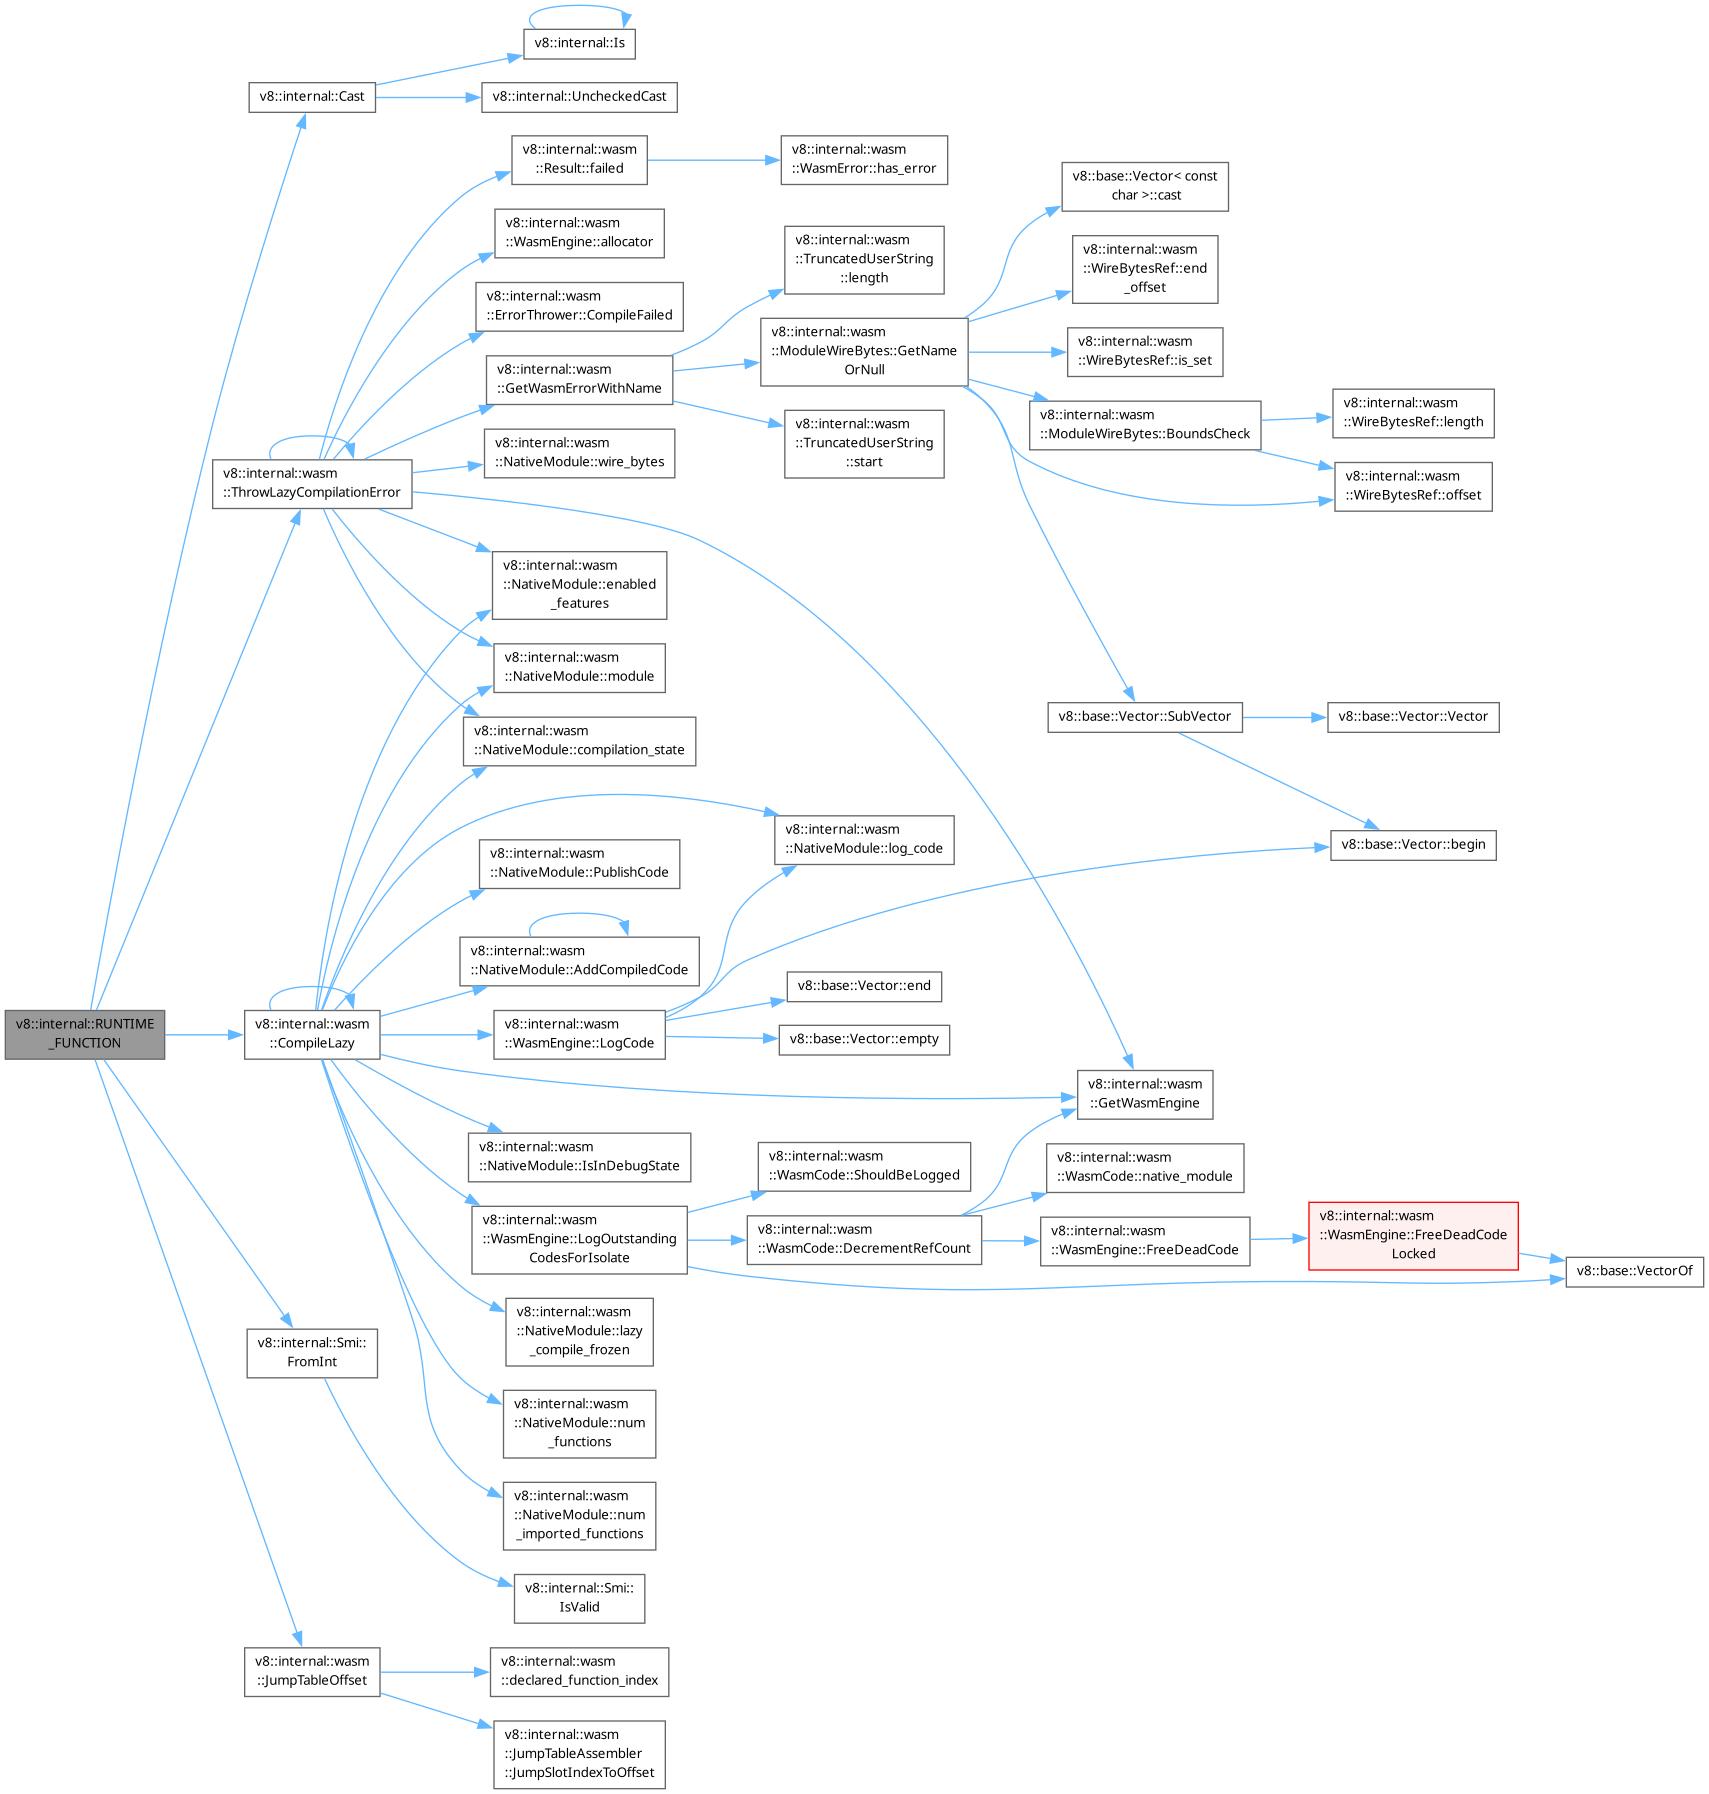 v8::internal::Is
v8::internal::Cast
v8::internal::UncheckedCast
v8::internal::wasm
::Result::failed
v8::internal::wasm
::WasmError::has_error
v8::base::Vector< const
char >::cast
v8::internal::wasm
::WasmEngine::allocator
v8::internal::wasm
::TruncatedUserString
::length
v8::internal::wasm
::WireBytesRef::end
_offset
v8::internal::wasm
::ErrorThrower::CompileFailed
v8::internal::wasm
::ModuleWireBytes::GetName
OrNull
v8::internal::wasm
::WireBytesRef::is_set
v8::internal::wasm
::GetWasmErrorWithName
v8::internal::wasm
::WireBytesRef::length
v8::internal::wasm
::ModuleWireBytes::BoundsCheck
v8::internal::wasm
::TruncatedUserString
::start
v8::internal::wasm
::NativeModule::wire_bytes
v8::internal::wasm
::ThrowLazyCompilationError
v8::internal::wasm
::WireBytesRef::offset
v8::internal::wasm
::NativeModule::enabled
_features
v8::internal::wasm
::NativeModule::module
v8::base::Vector::SubVector
v8::base::Vector::Vector
v8::internal::wasm
::NativeModule::compilation_state
v8::internal::wasm
::NativeModule::log_code
v8::base::Vector::begin
v8::internal::wasm
::NativeModule::PublishCode
v8::internal::wasm
::NativeModule::AddCompiledCode
v8::base::Vector::end
v8::internal::RUNTIME
_FUNCTION
v8::internal::wasm
::CompileLazy
v8::internal::wasm
::WasmEngine::LogCode
v8::base::Vector::empty
v8::internal::wasm
::GetWasmEngine
v8::internal::wasm
::NativeModule::IsInDebugState
v8::internal::wasm
::WasmCode::ShouldBeLogged
v8::internal::wasm
::WasmCode::native_module
v8::internal::wasm
::WasmEngine::LogOutstanding
CodesForIsolate
v8::internal::wasm
::WasmCode::DecrementRefCount
v8::internal::wasm
::WasmEngine::FreeDeadCode
v8::internal::wasm
::WasmEngine::FreeDeadCode
Locked
v8::base::VectorOf
v8::internal::wasm
::NativeModule::lazy
_compile_frozen
v8::internal::Smi::
FromInt
v8::internal::wasm
::NativeModule::num
_functions
v8::internal::wasm
::NativeModule::num
_imported_functions
v8::internal::Smi::
IsValid
v8::internal::wasm
::JumpTableOffset
v8::internal::wasm
::declared_function_index
v8::internal::wasm
::JumpTableAssembler
::JumpSlotIndexToOffset